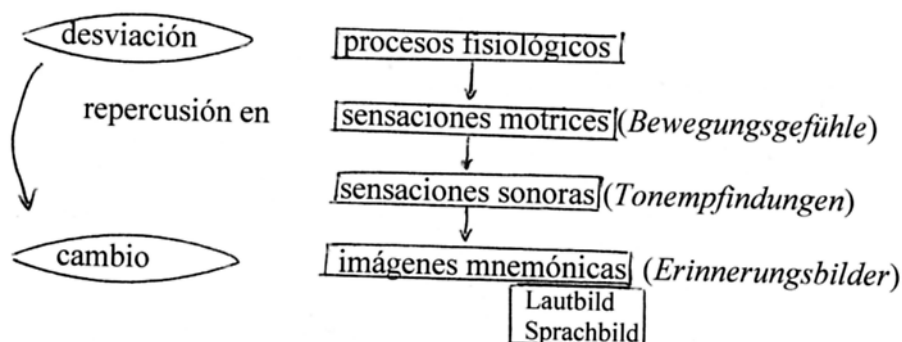 desviación procesos fisiológicos
repercusión en sensaciones motrices (Bewegungsgefühle)
sensaciones sonoras (Tonempfindungen)
cambio imágenes mnemónicas (Erinnerungsbilder)
Lautbild
Sprachbild